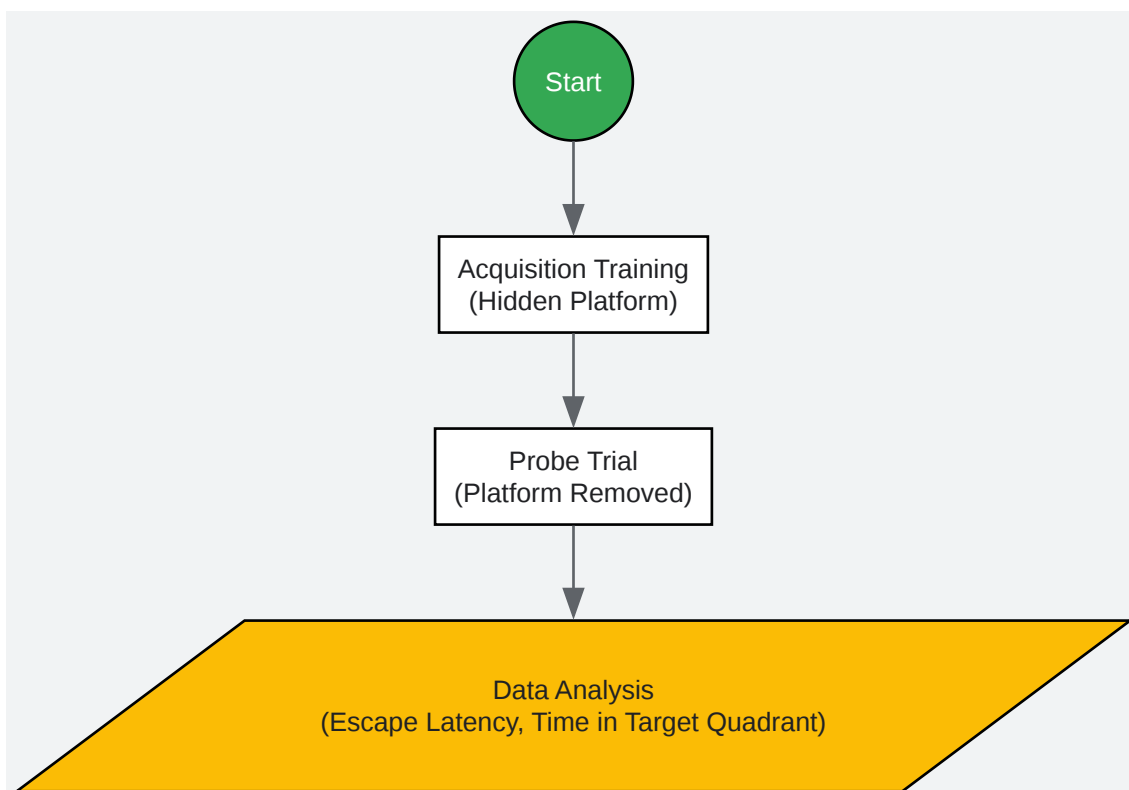 Start
Acquisition Training
(Hidden Platform)
Probe Trial
(Platform Removed)
Data Analysis
(Escape Latency, Time in Target Quadrant)